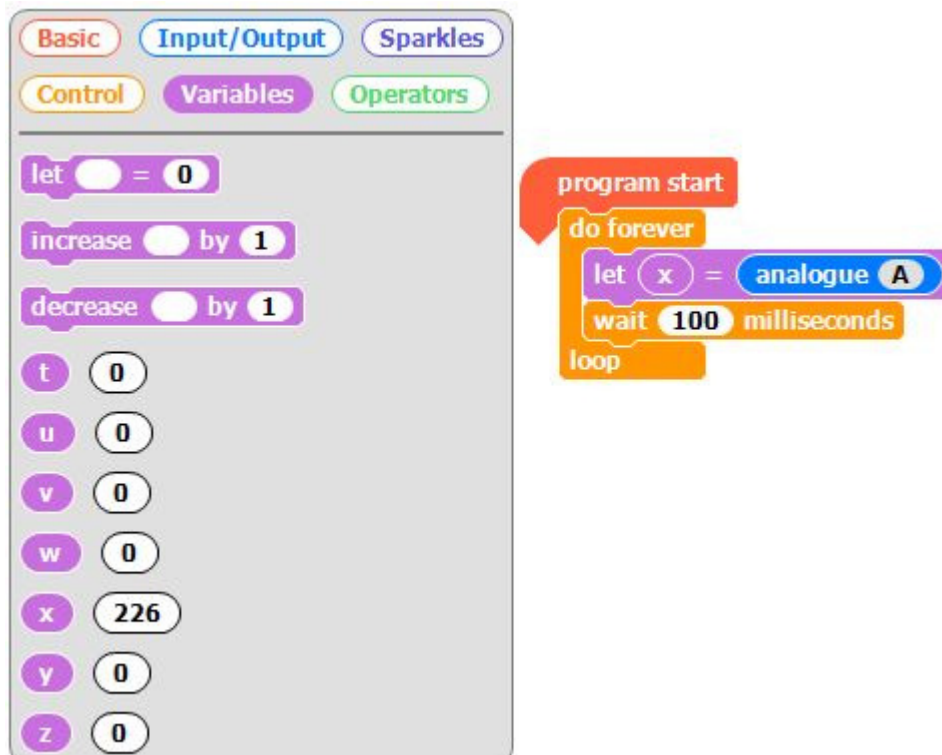 Basic Input/Output Sparkles
Control Variables Operators
let = 0
increase by 1
decrease by 1
t 0
u 0
v 0
w 0
x 226
y 0
z 0
program start
do forever
let x = analogue A
wait 100 milliseconds
loop